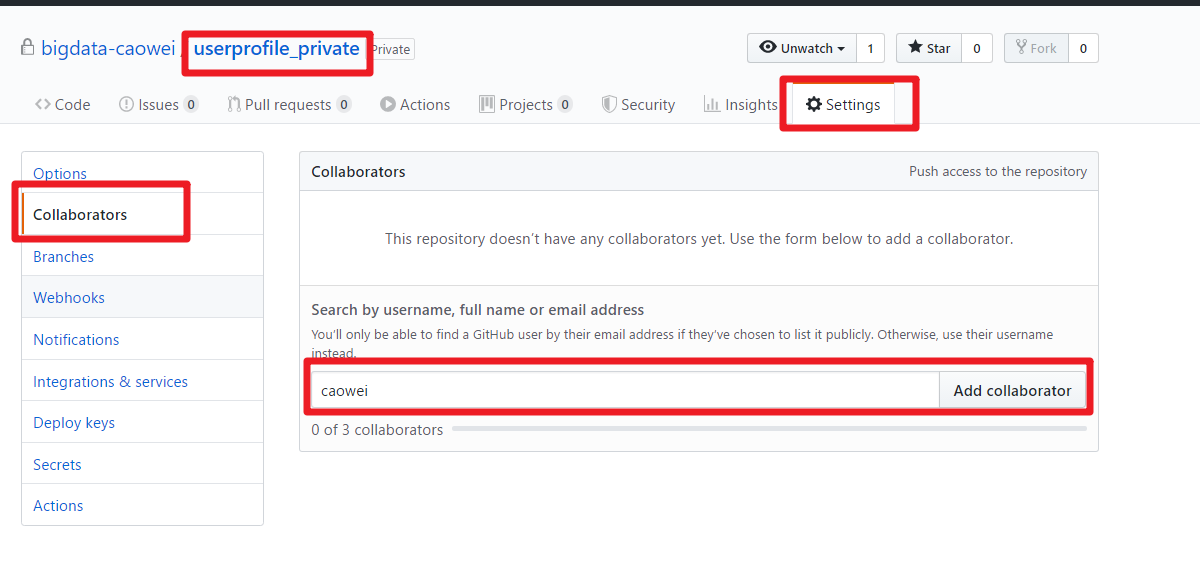 bigdata-caowei / userprofile_private Private
Unwatch 1 Star 0 Fork 0
Code Issues 0 Pull requests 0 Actions Projects 0 Security Insights Settings
Options
Collaborators
Branches
Webhooks
Notifications
Integrations & services
Deploy keys
Secrets
Actions
Collaborators Push access to the repository
This repository doesn’t have any collaborators yet. Use the form below to add a collaborator.
Search by username, full name or email address
You’ll only be able to find a GitHub user by their email address if they’ve chosen to list it publicly. Otherwise, use their username
instead.
caowei Add collaborator
0 of 3 collaborators